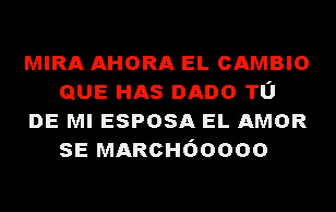 MIRA AHORA EL CAMBIO
QUE HAS DADO TÚ
DE MI ESPOSA EL AMOR
SE MARCHÓOOOO